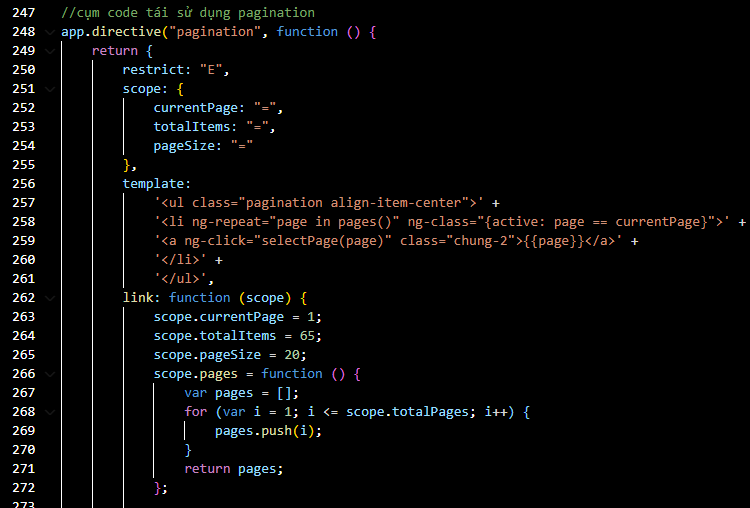 247 //cụm code tái sử dụng pagination
248 app.directive("pagination", function () {
249 return {
250 restrict: "E",
251 scope: {
252 currentPage: "=",
253 totalItems: "=",
254 pageSize: "="
255 },
256 template:
257 '<ul class="pagination align-item-center">' +
258 '<li ng-repeat="page in pages()" ng-class="{active: page == currentPage}">' +
259 '<a ng-click="selectPage(page)" class="chung-2">{{page}}</a>' +
260 '</li>' +
261 '</ul>',
262 link: function (scope) {
263 scope.currentPage = 1;
264 scope.totalItems = 65;
265 scope.pageSize = 20;
266 scope.pages = function () {
267 var pages = [];
268 for (var i = 1; i <= scope.totalPages; i++) {
269 pages.push(i);
270 }
271 return pages;
272 };
273